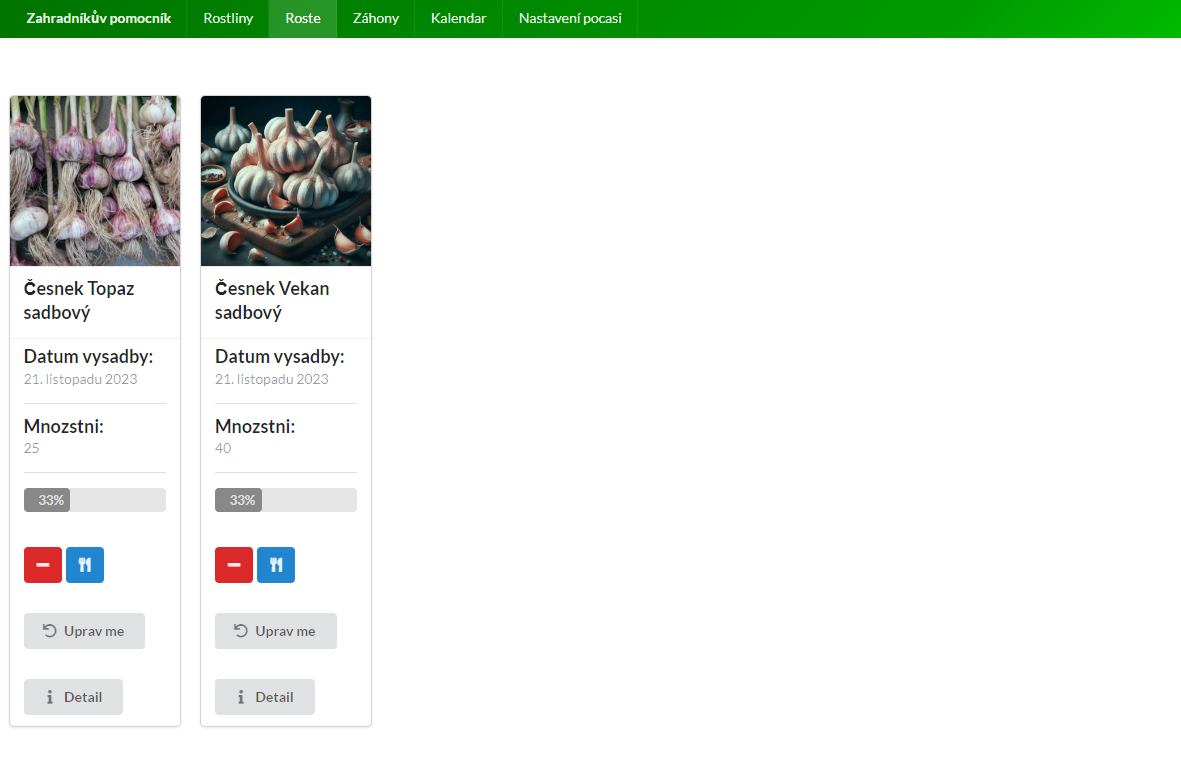 Zahradníkův pomocník Rostliny Roste Záhony Kalendar Nastavení pocasi
Česnek Topaz
sadbový
Datum vysadby:
21. listopadu 2023
Mnozstni:
25
33%
Uprav me
Detail
Česnek Vekan
sadbový
Datum vysadby:
21. listopadu 2023
Mnozstni:
40
33%
Uprav me
Detail